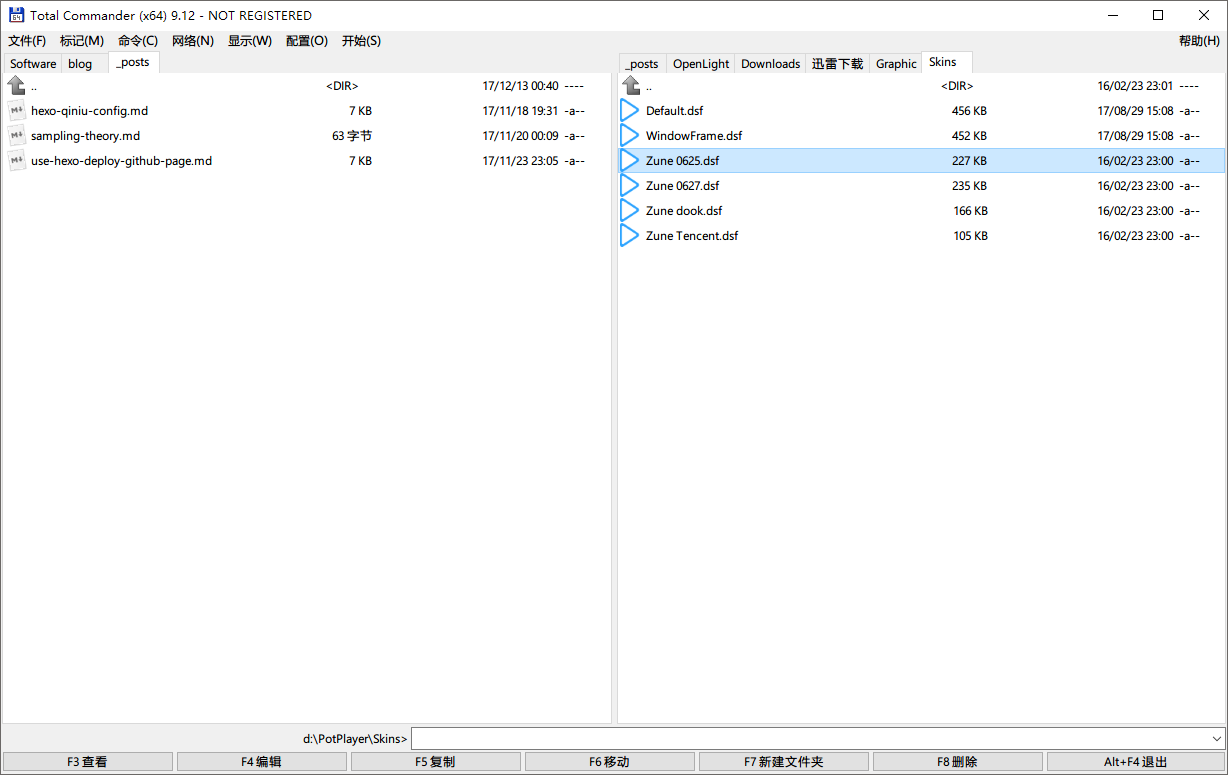 Total Commander (x64) 9.12 - NOT REGISTERED
文件(F) 标记(M) 命令(C) 网络(N) 显示(W) 配置(O) 开始(S) 帮助(H)
Software blog _posts
.. <DIR> 17/12/13 00:40 ----
hexo-qiniu-config.md 7 KB 17/11/18 19:31 -a--
sampling-theory.md 63 字节 17/11/20 00:09 -a--
use-hexo-deploy-github-page.md 7 KB 17/11/23 23:05 -a--
_posts OpenLight Downloads 迅雷下载 Graphic Skins
.. <DIR> 16/02/23 23:01 ----
Default.dsf 456 KB 17/08/29 15:08 -a--
WindowFrame.dsf 452 KB 17/08/29 15:08 -a--
Zune 0625.dsf 227 KB 16/02/23 23:00 -a--
Zune 0627.dsf 235 KB 16/02/23 23:00 -a--
Zune dook.dsf 166 KB 16/02/23 23:00 -a--
Zune Tencent.dsf 105 KB 16/02/23 23:00 -a--
d:\PotPlayer\Skins>
F3 查看 F4 编辑 F5 复制 F6 移动 F7 新建文件夹 F8 删除 Alt+F4 退出